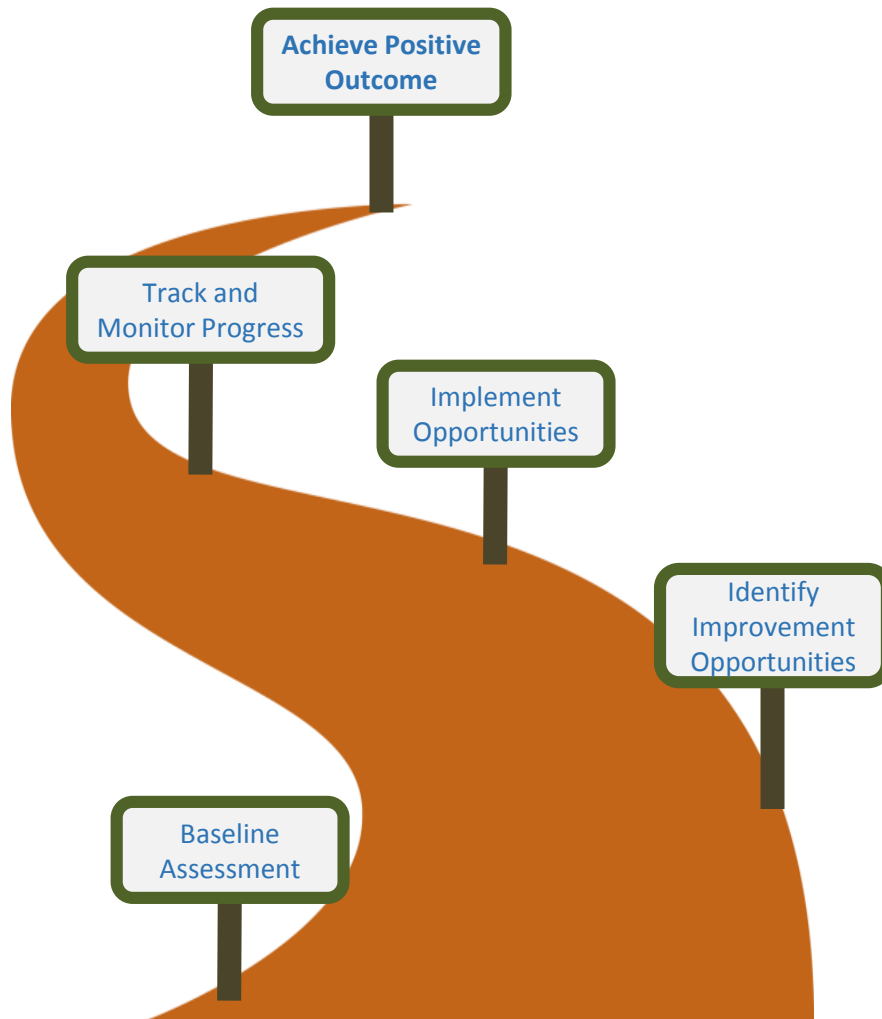 Achieve Positive
Outcome
Track and
Monitor Progress
Implement
Opportunities
Identify
Improvement
Opportunities
Baseline
Assessment